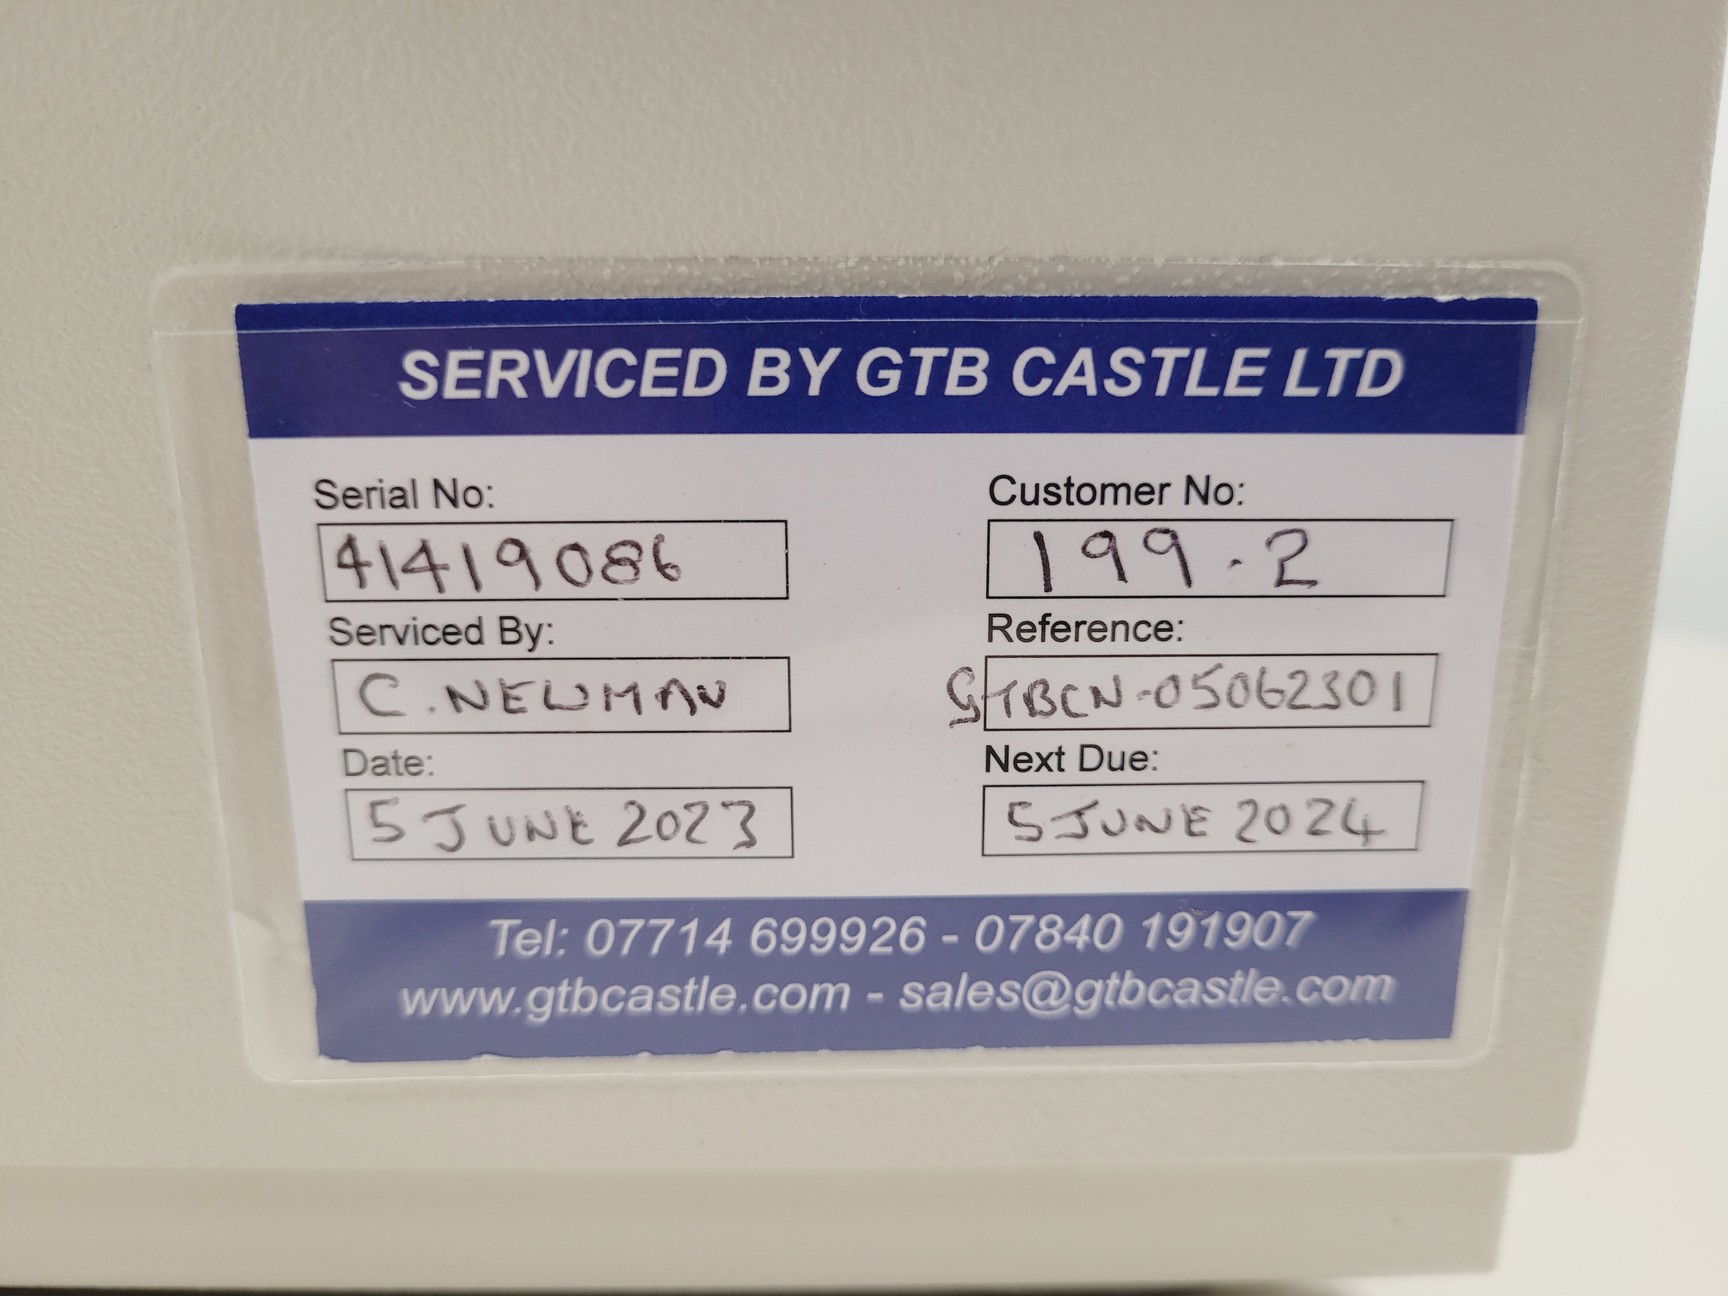 SERVICED BY GTB CASTLE LTD
Serial No: Customer No:
41419086 199.2
Serviced By: Reference:
C. NEWMAN GTBCN-05062301
Date: Next Due:
5 JUNE 2023 5 JUNE 2024
Tel: 07714 699926 - 07840 191907
www.gtbcastle.com - sales@gtbcastle.com